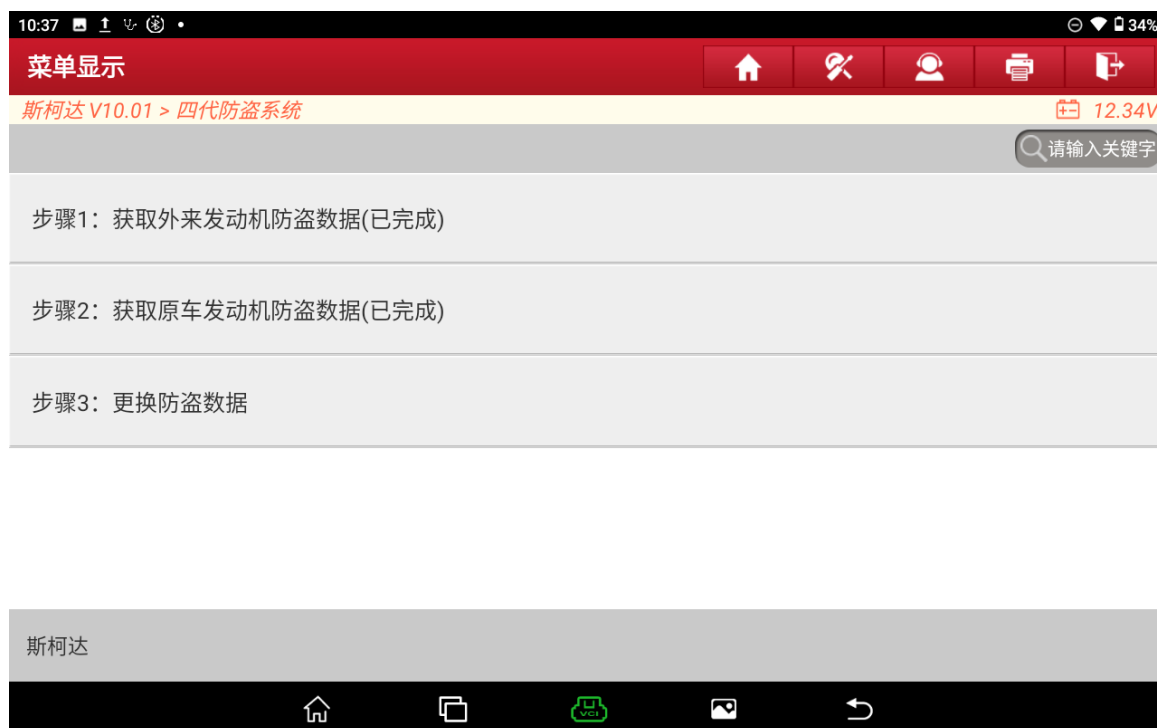 10:37
34%
菜单显示
斯柯达 V10.01 > 四代防盗系统
12.34V
请输入关键字
步骤1：获取外来发动机防盗数据(已完成)
步骤2：获取原车发动机防盗数据(已完成)
步骤3：更换防盗数据
斯柯达
VCI